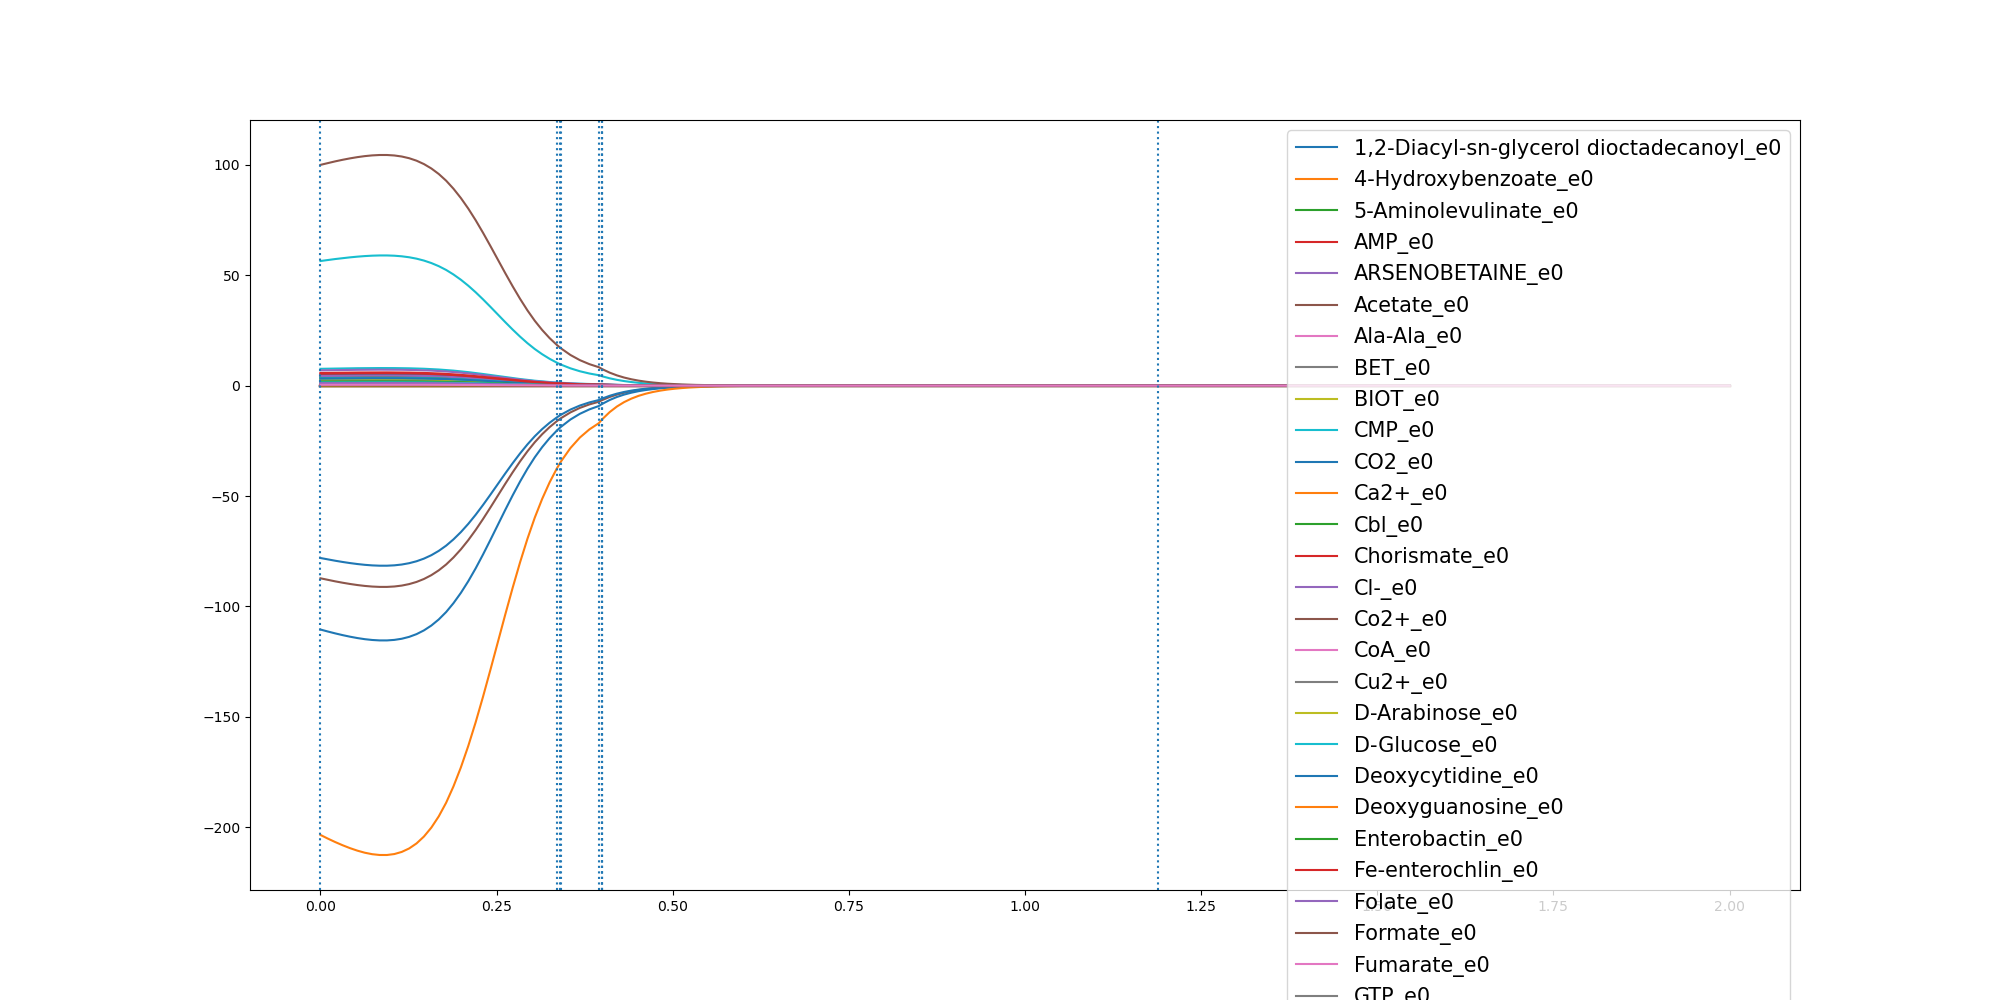 100
50
0
−50
−100
−150
−200
0.00
0.25
0.50
0.75
1.00
1.25
1.75
2.00
1,2-Diacyl-sn-glycerol dioctadecanoyl_e0
4-Hydroxybenzoate_e0
5-Aminolevulinate_e0
AMP_e0
ARSENOBETAINE_e0
Acetate_e0
Ala-Ala_e0
BET_e0
BIOT_e0
CMP_e0
CO2_e0
Ca2+_e0
Cbl_e0
Chorismate_e0
Cl-_e0
Co2+_e0
CoA_e0
Cu2+_e0
D-Arabinose_e0
D-Glucose_e0
Deoxycytidine_e0
Deoxyguanosine_e0
Enterobactin_e0
Fe-enterochlin_e0
Folate_e0
Formate_e0
Fumarate_e0
GTP_e0